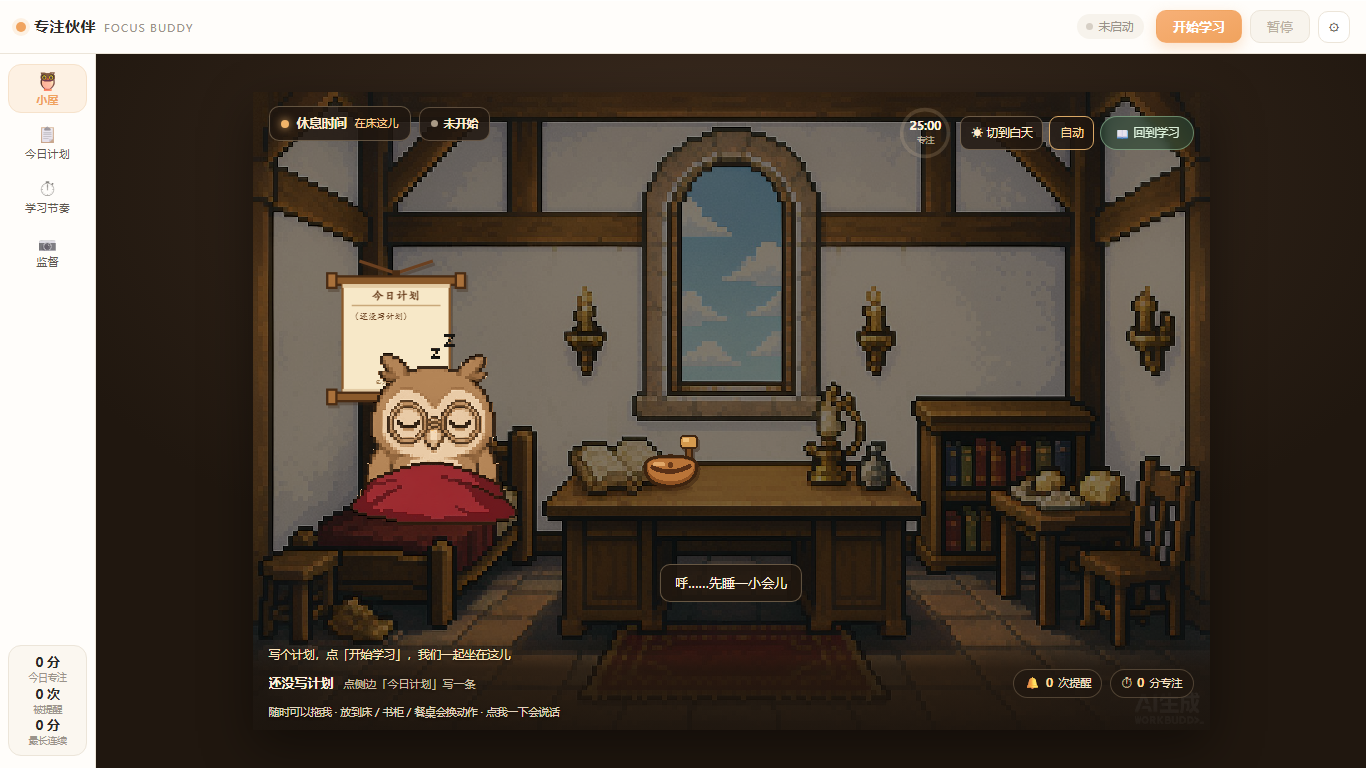 专注伙伴 FOCUS BUDDY
未启动
开始学习
暂停
小屋
今日计划
学习节奏
监督
0 分
今日专注
0 次
被提醒
0 分
最长连续
休息时间 在床这儿
未开始
25:00
专注
切到白天
自动
回到学习
今日计划
（还没写计划）
z z
呼……先睡一小会儿
写个计划，点「开始学习」，我们一起坐在这儿
还没写计划 点侧边「今日计划」写一条
随时可以拖我 · 放到床 / 书柜 / 餐桌会换动作 · 点我一下会说话
0 次提醒
0 分专注
AI生成